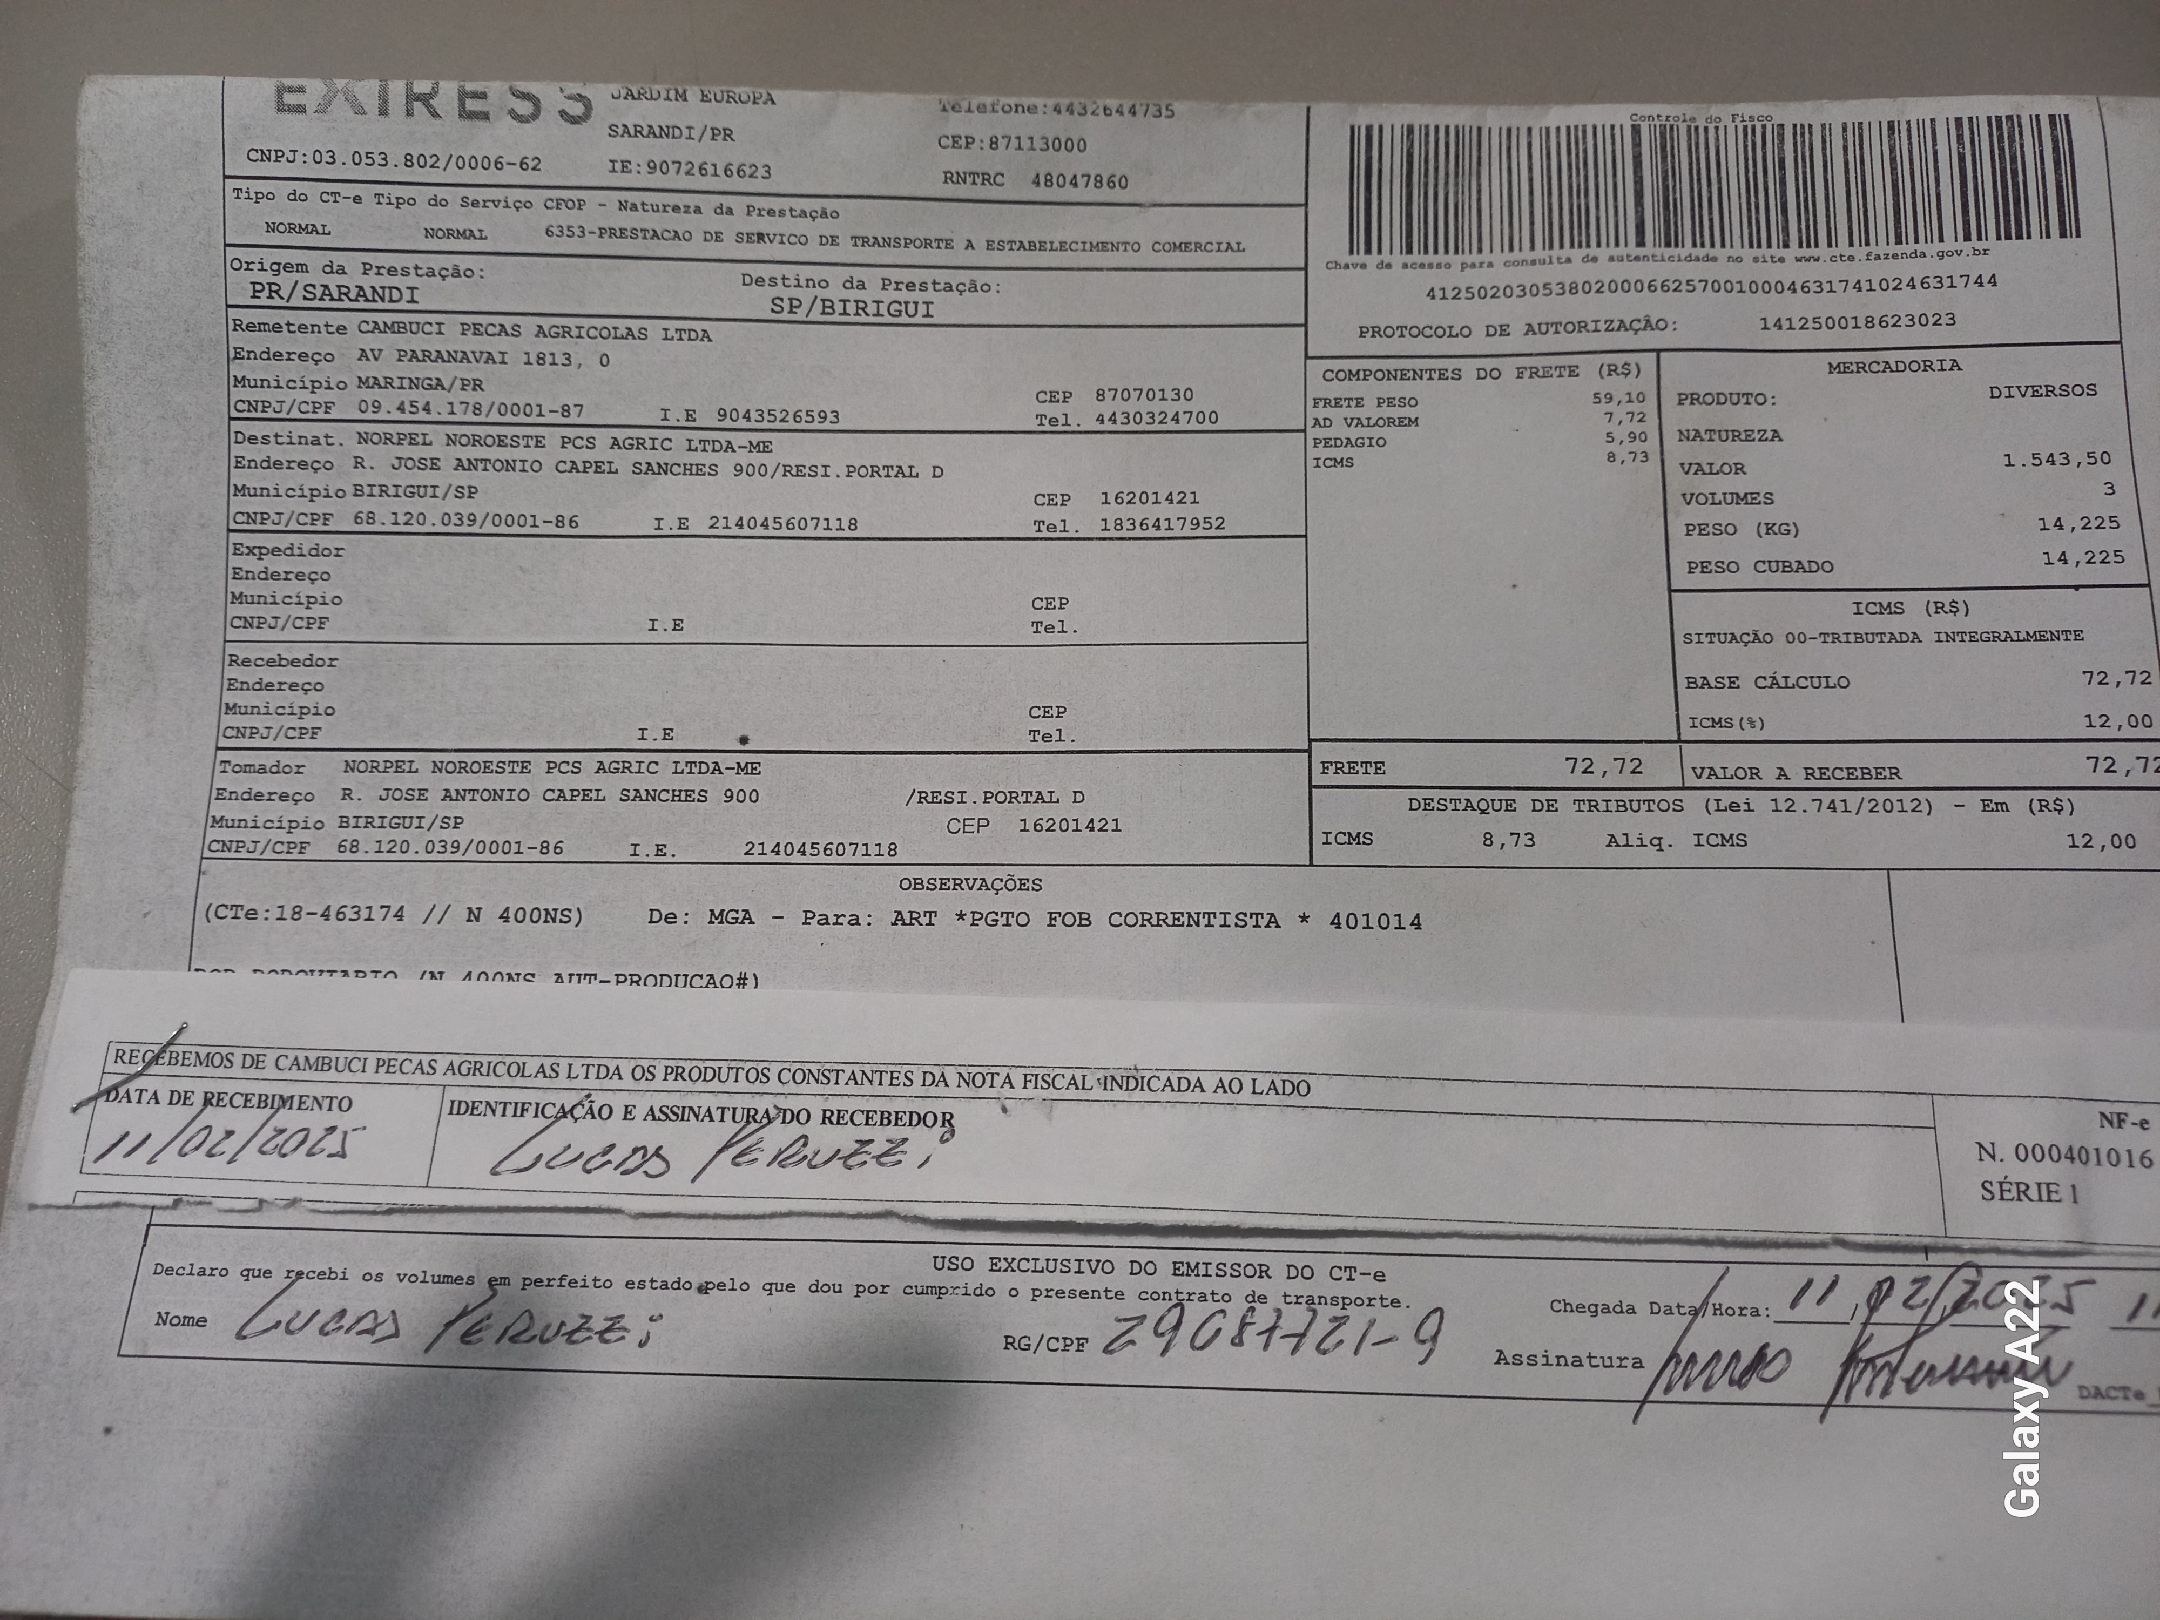 EXPRESS
JARDIM EUROPA
Telefone:4432644735
SARANDI/PR
CEP:87113000
CNPJ:03.053.802/0006-62
IE:9072616623
RNTRC 48047860
Controle do Fisco
Chave de acesso para consulta de autenticidade no site www.cte.fazenda.gov.br
41250203053802000662570010004631741024631744
PROTOCOLO DE AUTORIZAÇÃO: 141250018623023
Tipo do CT-e Tipo do Serviço CFOP - Natureza da Prestação
NORMAL NORMAL 6353-PRESTACAO DE SERVICO DE TRANSPORTE A ESTABELECIMENTO COMERCIAL
Origem da Prestação: Destino da Prestação:
PR/SARANDI SP/BIRIGUI
Remetente CAMBUCI PECAS AGRICOLAS LTDA
Endereço AV PARANAVAI 1813, 0
Município MARINGA/PR CEP 87070130
CNPJ/CPF 09.454.178/0001-87 I.E 9043526593 Tel. 4430324700
Destinat. NORPEL NOROESTE PCS AGRIC LTDA-ME
Endereço R. JOSE ANTONIO CAPEL SANCHES 900/RESI.PORTAL D
Município BIRIGUI/SP CEP 16201421
CNPJ/CPF 68.120.039/0001-86 I.E 214045607118 Tel. 1836417952
Expedidor
Endereço
Município CEP
CNPJ/CPF I.E Tel.
Recebedor
Endereço
Município CEP
CNPJ/CPF I.E Tel.
Tomador NORPEL NOROESTE PCS AGRIC LTDA-ME
Endereço R. JOSE ANTONIO CAPEL SANCHES 900 /RESI.PORTAL D
Município BIRIGUI/SP CEP 16201421
CNPJ/CPF 68.120.039/0001-86 I.E. 214045607118
COMPONENTES DO FRETE (R$)
FRETE PESO 59,10
AD VALOREM 7,72
PEDAGIO 5,90
ICMS 8,73
MERCADORIA
PRODUTO: DIVERSOS
NATUREZA
VALOR 1.543,50
VOLUMES 3
PESO (KG) 14,225
PESO CUBADO 14,225
ICMS (R$)
SITUAÇÃO 00-TRIBUTADA INTEGRALMENTE
BASE CÁLCULO 72,72
ICMS(%) 12,00
FRETE 72,72 VALOR A RECEBER 72,72
DESTAQUE DE TRIBUTOS (Lei 12.741/2012) - Em (R$)
ICMS 8,73 Aliq. ICMS 12,00
OBSERVAÇÕES
(CTe:18-463174 // N 400NS) De: MGA - Para: ART *PGTO FOB CORRENTISTA * 401014
POR RODOVIARIO (N 400NS AUT-PRODUCAO#)
RECEBEMOS DE CAMBUCI PECAS AGRICOLAS LTDA OS PRODUTOS CONSTANTES DA NOTA FISCAL INDICADA AO LADO
DATA DE RECEBIMENTO
11/02/2025
IDENTIFICAÇÃO E ASSINATURA DO RECEBEDOR
LUCAS PERUZZi
NF-e
N. 000401016
SÉRIE 1
USO EXCLUSIVO DO EMISSOR DO CT-e
Declaro que recebi os volumes em perfeito estado pelo que dou por cumprido o presente contrato de transporte.
Nome LUCAS PERUZZi
RG/CPF 29687721-9
Chegada Data/Hora: 11/02/2025 11
Assinatura
DACTe_
Galaxy A22